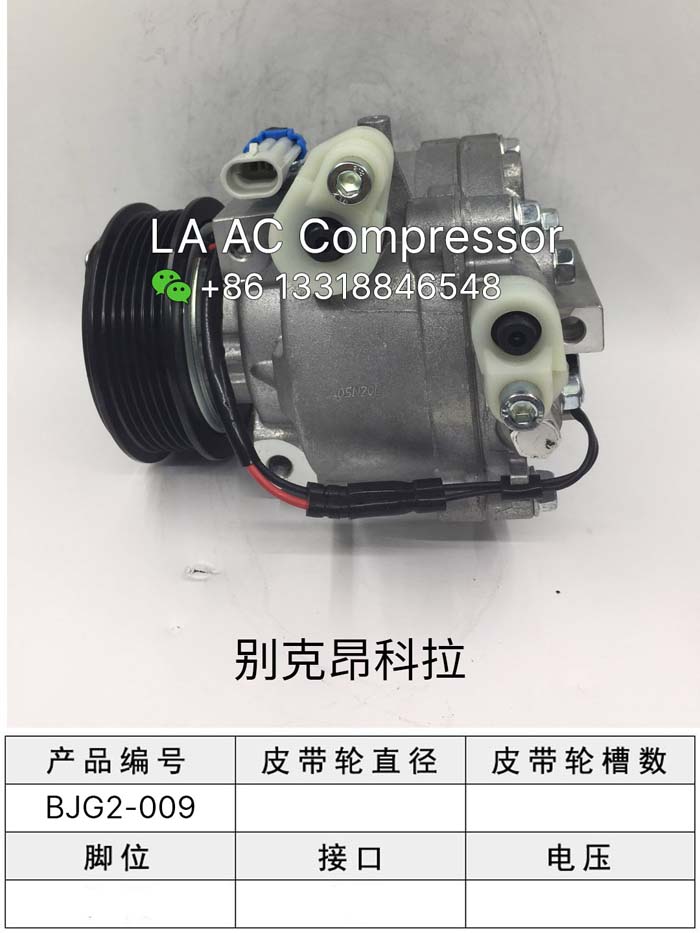 LA AC Compressor
+86 13318846548
别克昂科拉
产品编号 皮带轮直径 皮带轮槽数
BJG2-009
脚位 接口 电压